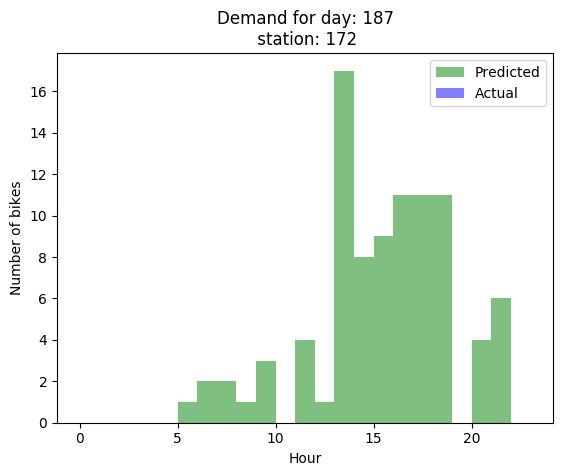 Demand for day: 187
station: 172
Predicted
Actual
16
14
12
10
8
6
4
2
0
Number of bikes
0 5 10 15 20
Hour